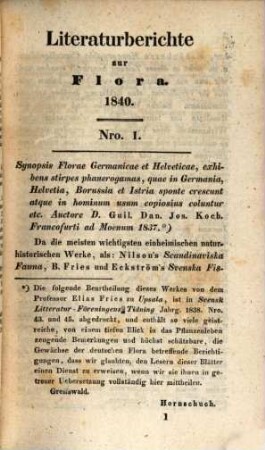 Literaturberichte
zur
Flora.
1840.
Nro. I.
Synopsis Florae Germanicae et Helveticae, exhi-
bens stirpes phanerogamas, quae in Germania,
Helvetia, Borussia et Istria sponte crescunt
atque in hominum usum copiosius coluntur
etc. Auctore D. Guil. Dan. Jos. Koch.
Francofurti ad Moenum 1837.*)
Da die meisten wichtigsten einheimischen natur-
historischen Werke, als: Nilson's Scandinaviska
Fauna, B. Fries und Eckström's Svenska Fis-
*) Die folgende Beurtheilung dieses Werkes von dem
Professor Elias Fries zu Upsala, ist in Svensk
Litteratur-Föreningens Tidning Jahrg. 1838. Nro.
43. und 45. abgedruckt, und enthält so viele geist-
reiche, von einem tiefen Blick in das Pflanzenleben
zeugende Bemerkungen und höchst schätzbare, die
Gewächse der deutschen Flora betreffende Berichti-
gungen, dass wir glaubten, den Lesern dieser Blätter
einen Dienst zu erweisen, wenn wir sie ihnen in ge-
treuer Uebersetzung vollständig hier mittheilen.
Greifswald.
Hornschuch.
1